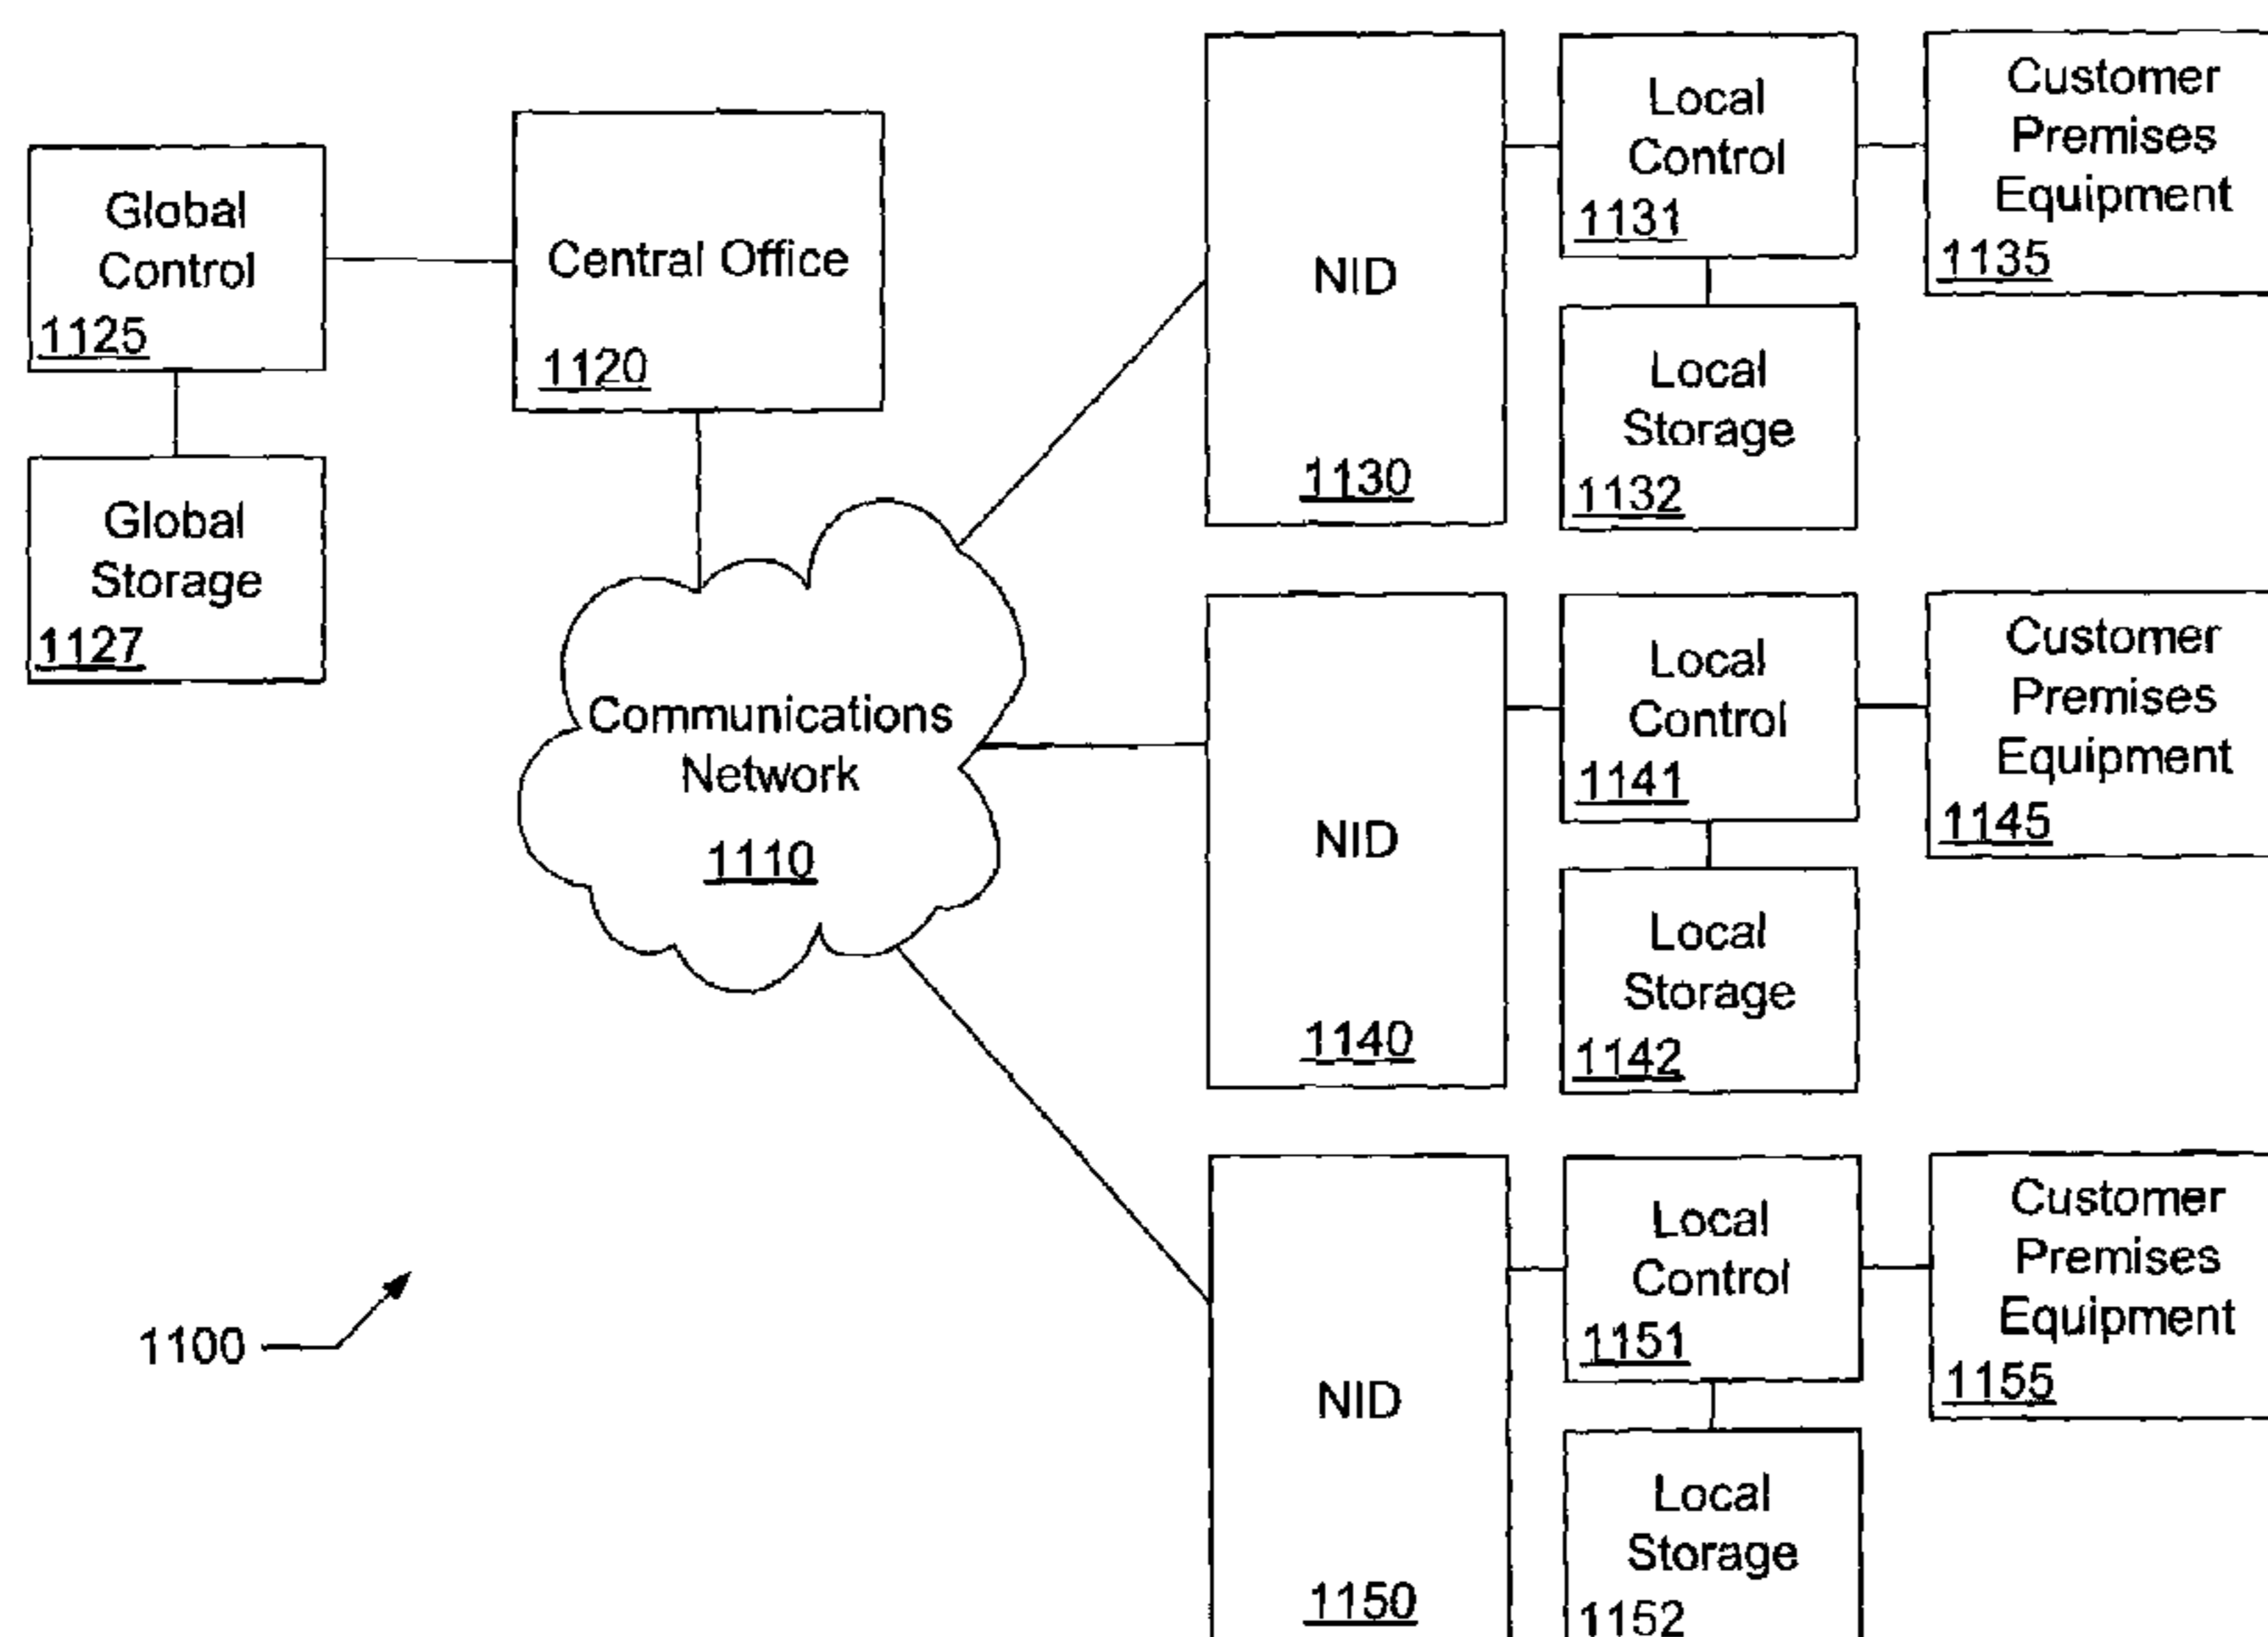 Global
Control
1125
Global
Storage
1127
Central Office
1120
Communications
Network
1110
NID
1130
Local
Control
1131
Local
Storage
1132
Customer
Premises
Equipment
1135
NID
1140
Local
Control
1141
Local
Storage
1142
Customer
Premises
Equipment
1145
NID
1150
Local
Control
1151
Local
Storage
1152
Customer
Premises
Equipment
1155
1100